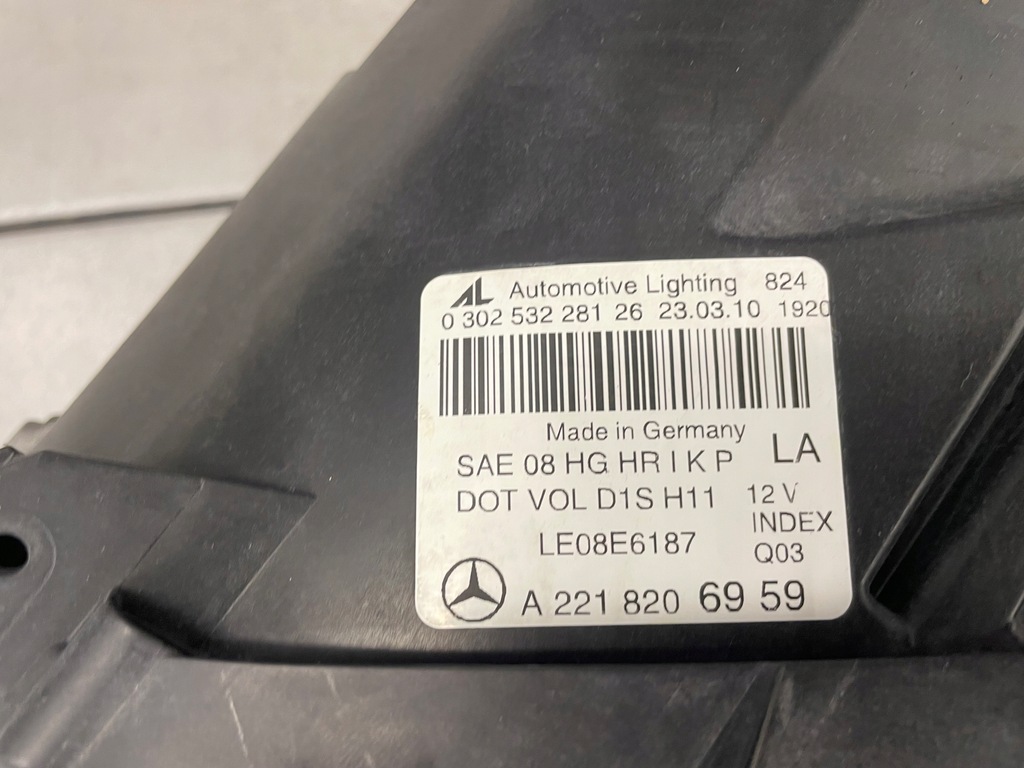 AL Automotive Lighting 824
0 302 532 281 26 23.03.10 1920
Made in Germany
LA
SAE 08 HG HR I K P
DOT VOL D1S H11 12 V
INDEX
LE08E6187
Q03
A 221 820 69 59